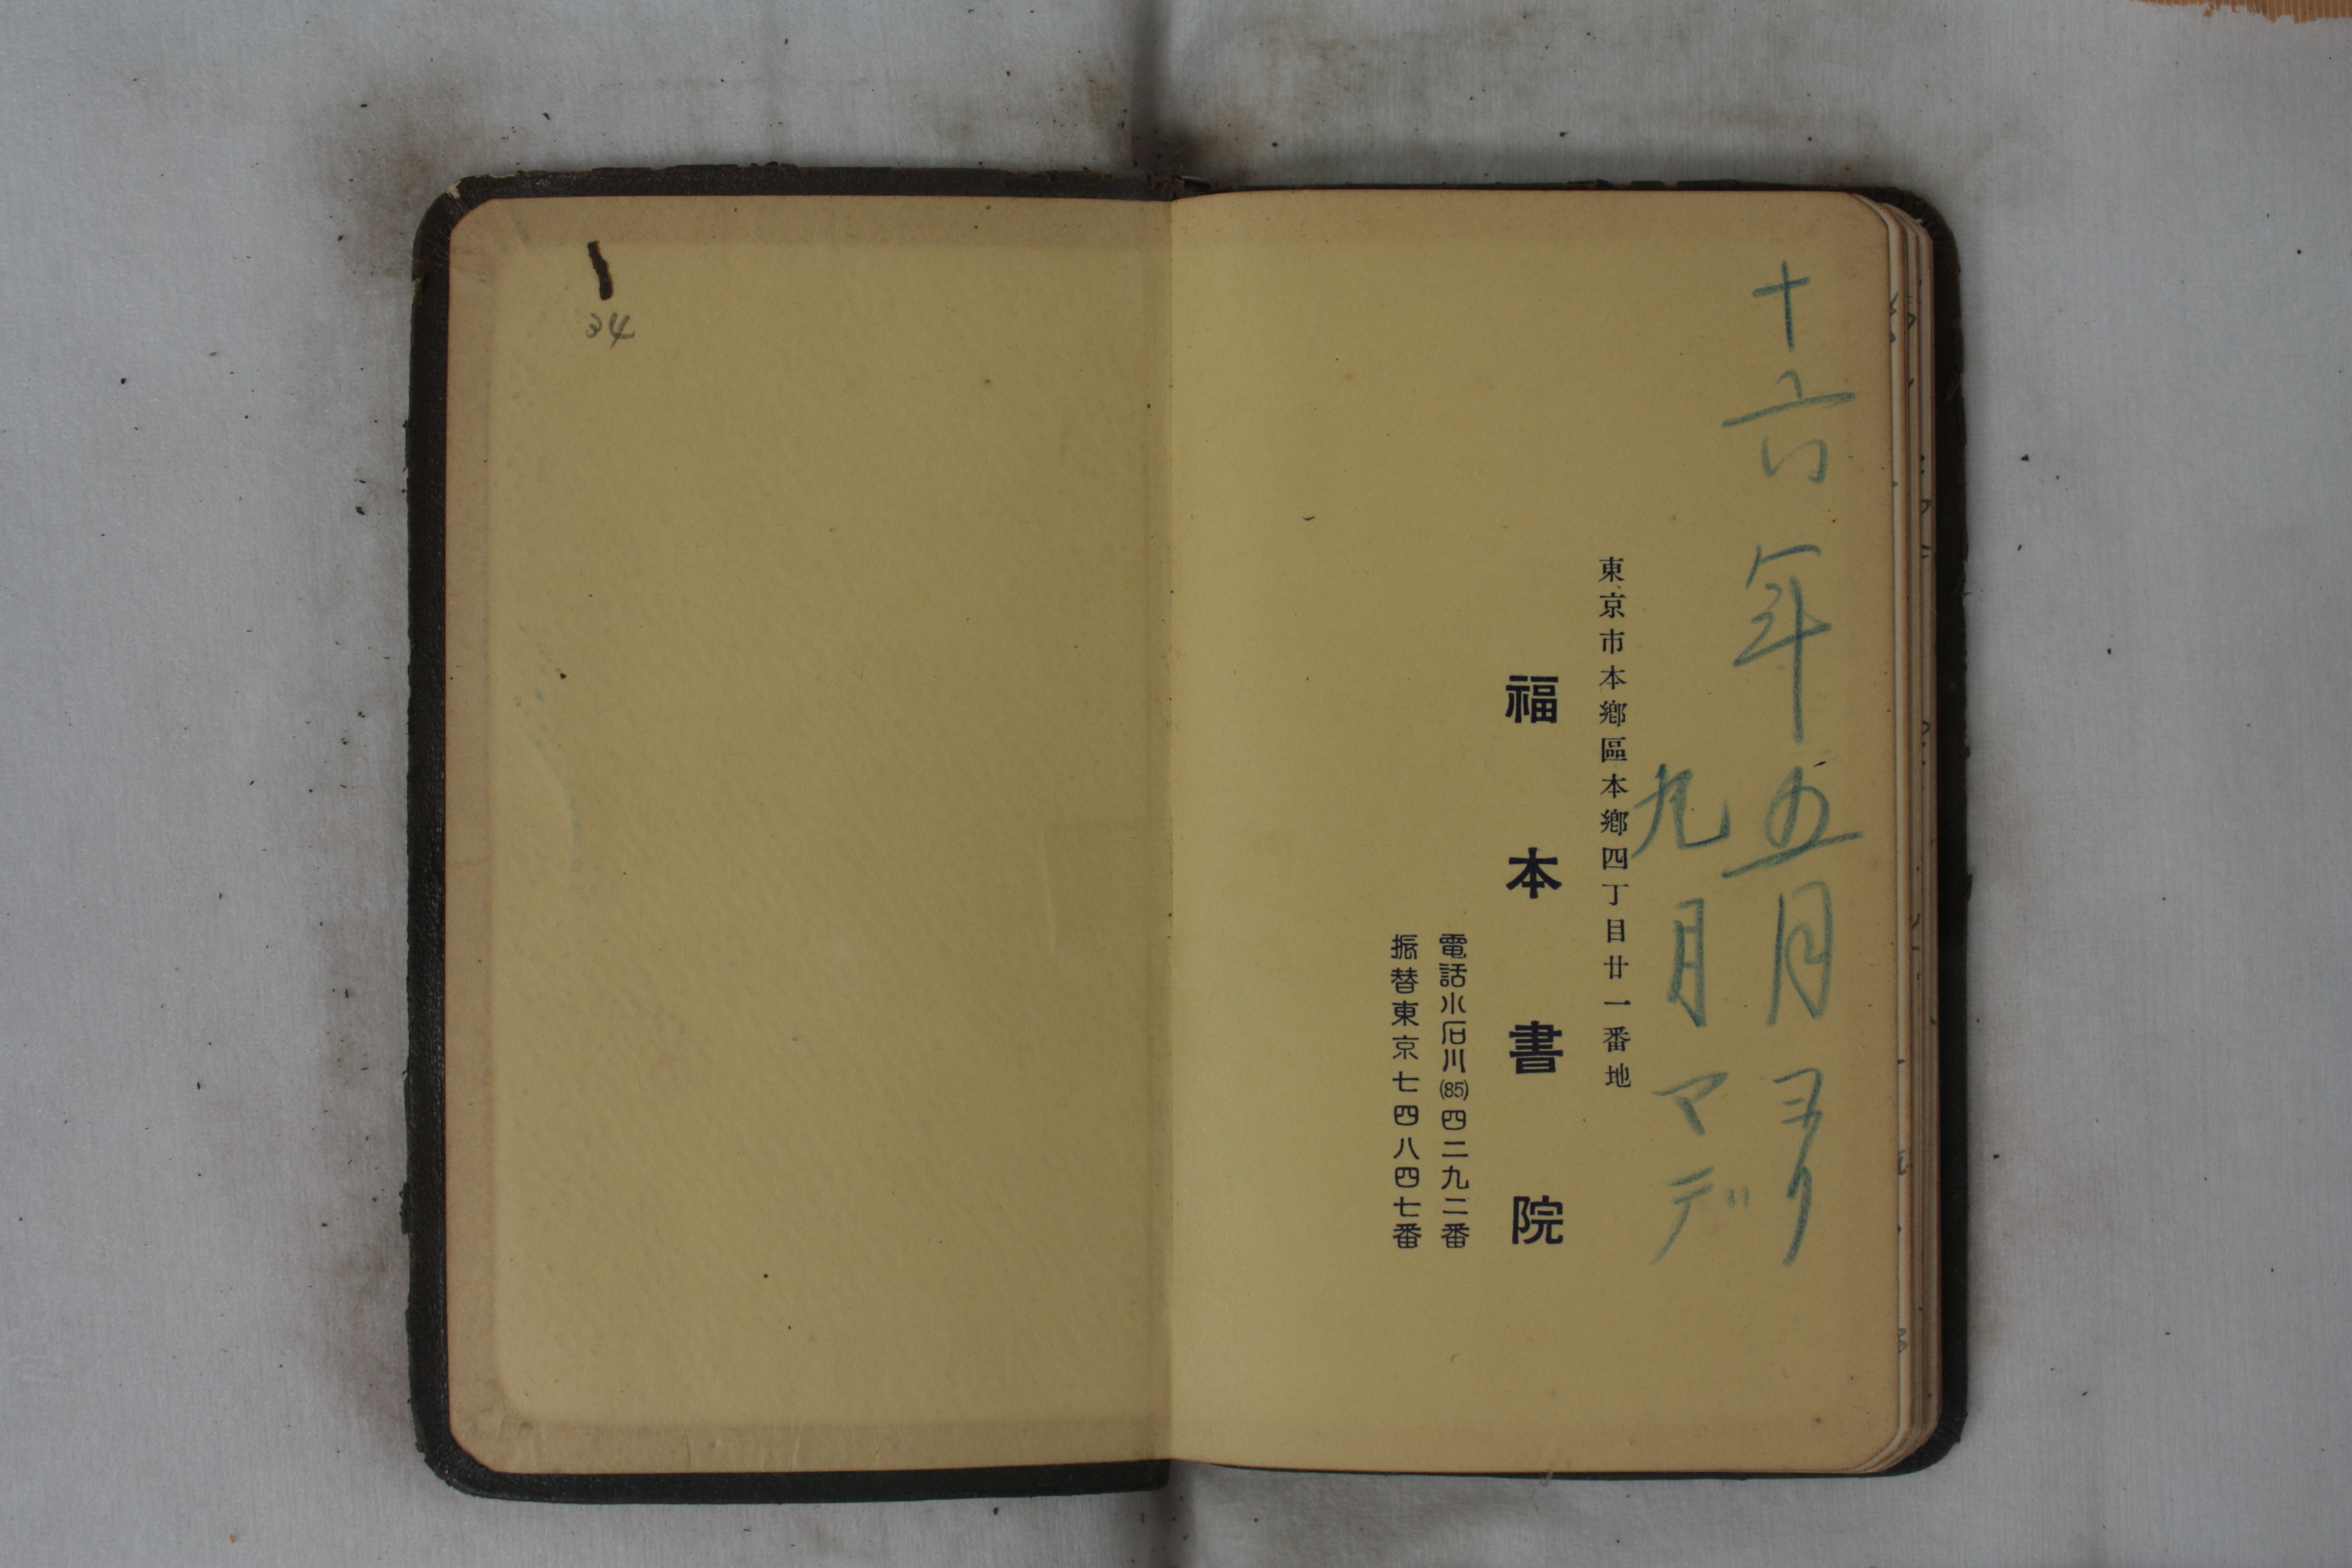 十六年五月ヨリ
九月マデ
東京市本鄕區本鄕四丁目廿一番地
福本書院
電話小石川(85)四二九二番
振替東京七四八四七番
34